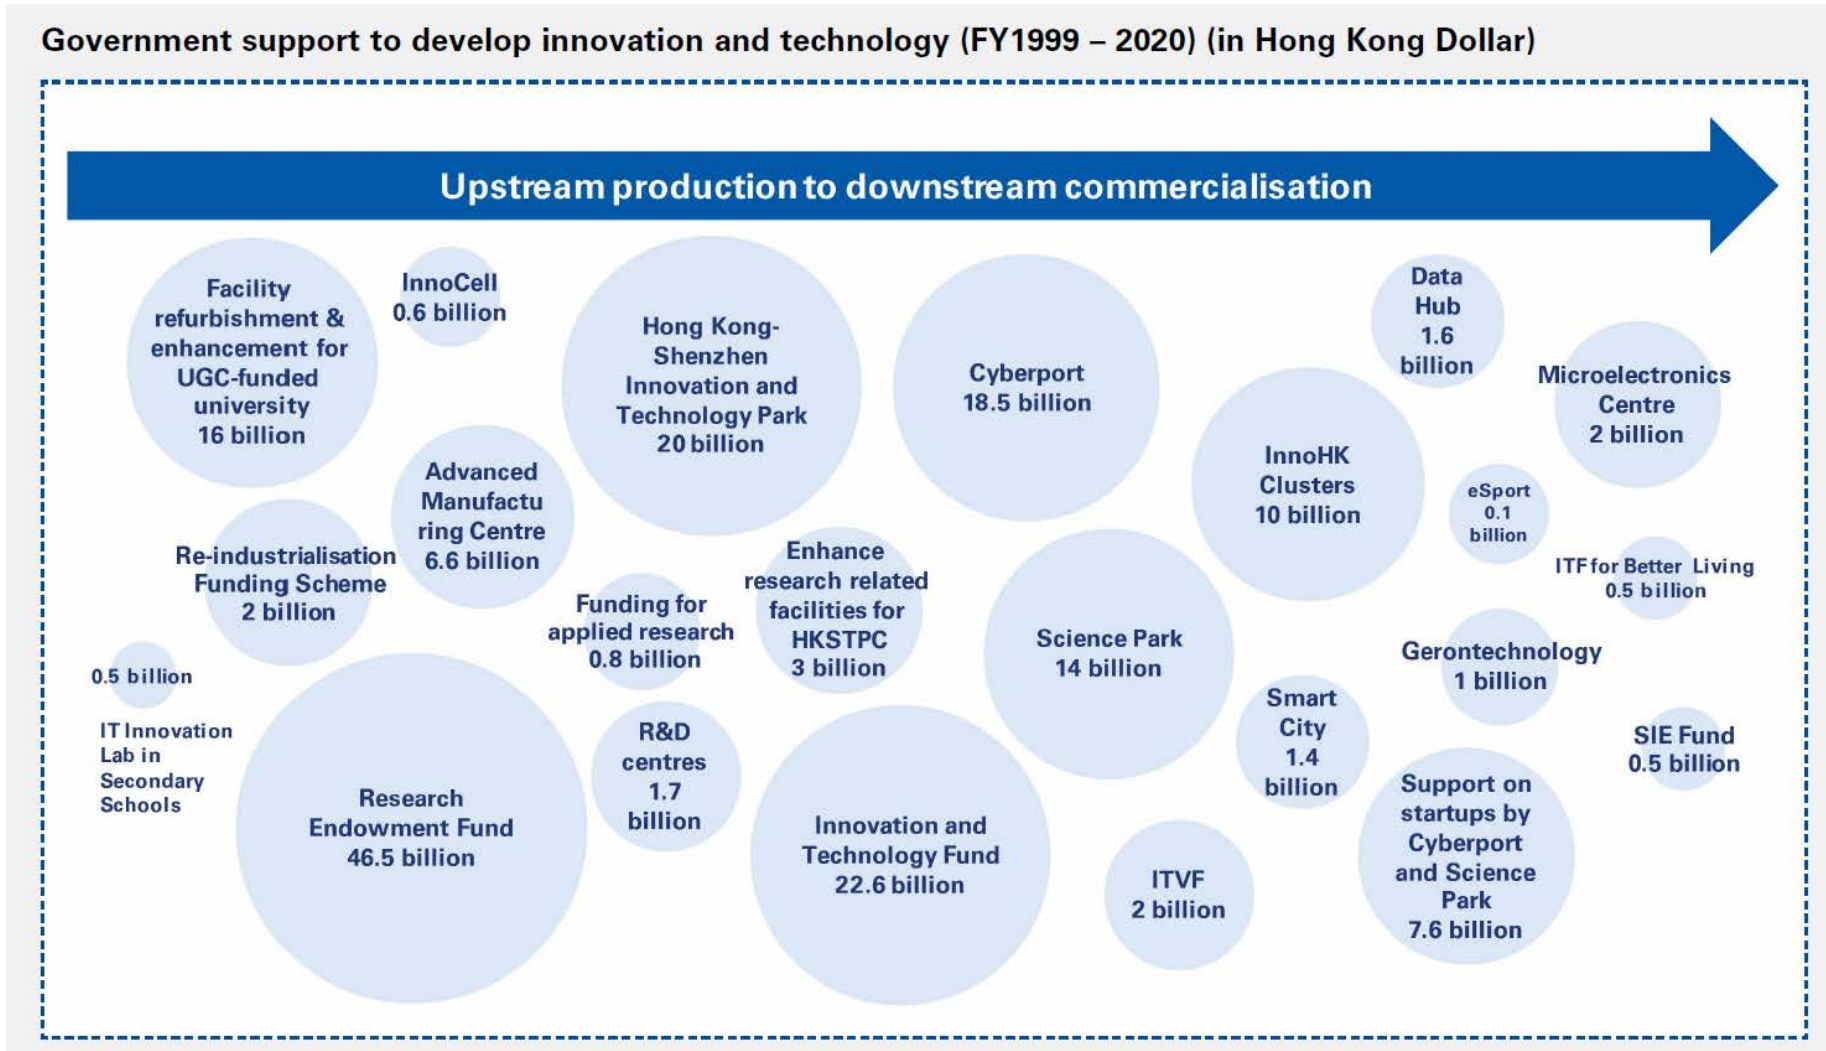 Government support to develop innovation and technology (FY1999 – 2020) (in Hong Kong Dollar)
Upstream production to downstream commercialisation
Facility
refurbishment &
enhancement for
UGC-funded
university
16 billion
InnoCell
0.6 billion
Hong Kong-
Shenzhen
Innovation and
Technology Park
20 billion
Cyberport
18.5 billion
Data
Hub
1.6
billion
Microelectronics
Centre
2 billion
InnoHK
Clusters
10 billion
Advanced
Manufactu
ring Centre
6.6 billion
eSport
0.1
billion
Re-industrialisation
Funding Scheme
2 billion
Funding for
applied research
0.8 billion
Enhance
research related
facilities for
HKSTPC
3 billion
Science Park
14 billion
ITF for Better Living
0.5 billion
Gerontechnology
1 billion
0.5 billion
IT Innovation
Lab in
Secondary
Schools
Research
Endowment Fund
46.5 billion
R&D
centres
1.7
billion
Innovation and
Technology Fund
22.6 billion
Smart
City
1.4
billion
SIE Fund
0.5 billion
ITVF
2 billion
Support on
startups by
Cyberport
and Science
Park
7.6 billion